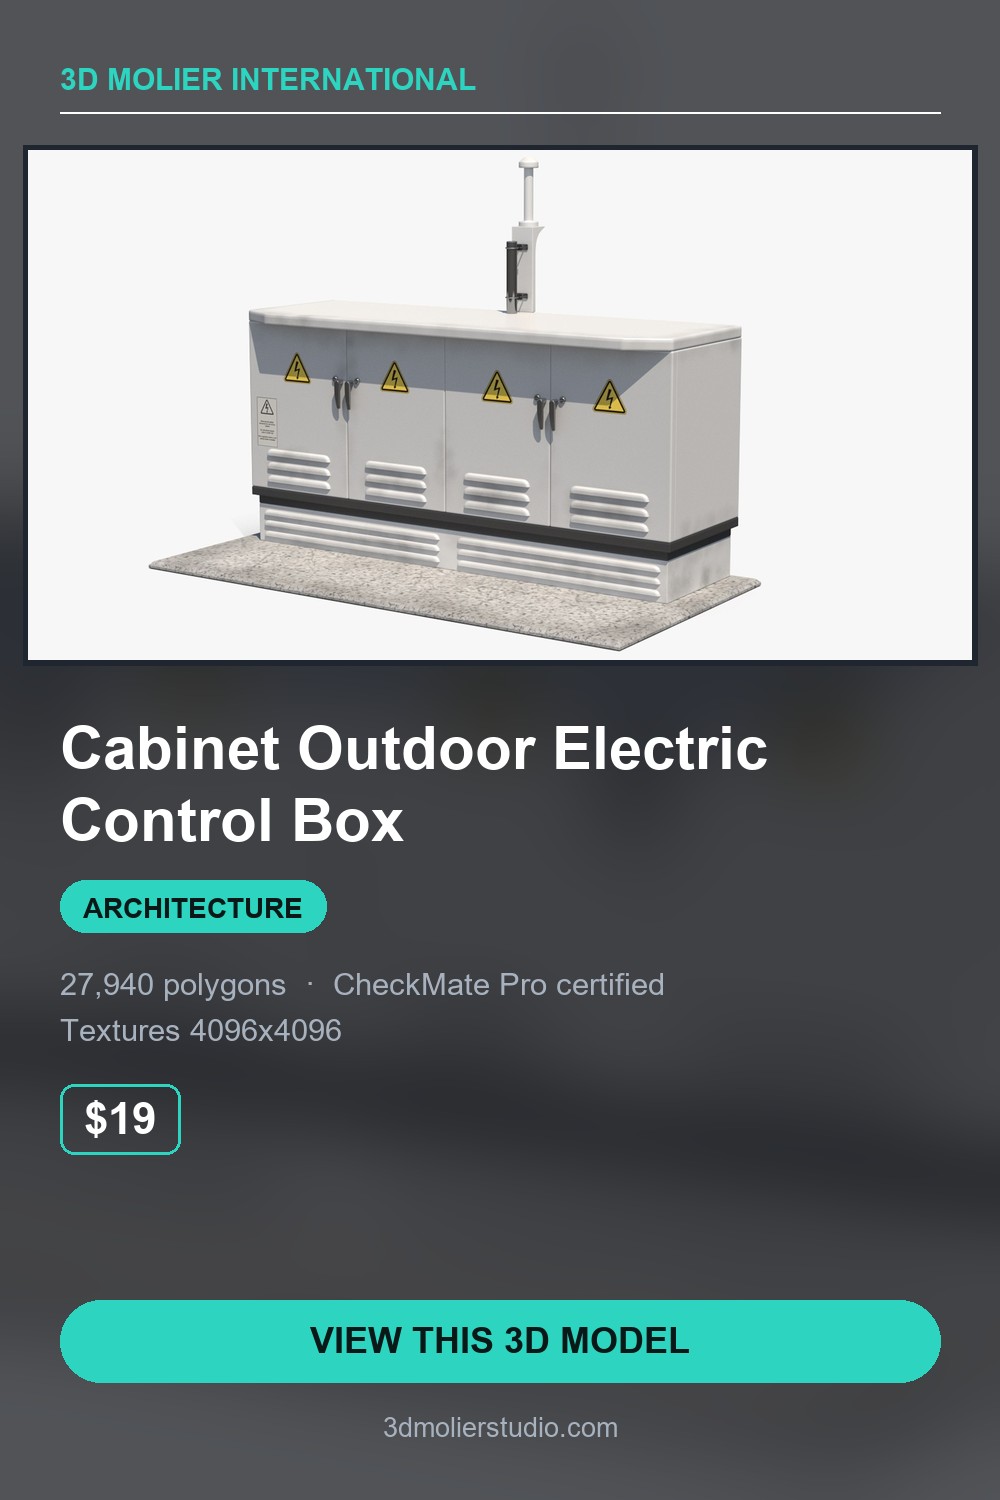 3D MOLIER INTERNATIONAL
Cabinet Outdoor Electric
Control Box
ARCHITECTURE
27,940 polygons · CheckMate Pro certified
Textures 4096x4096
$19
VIEW THIS 3D MODEL
3dmolierstudio.com